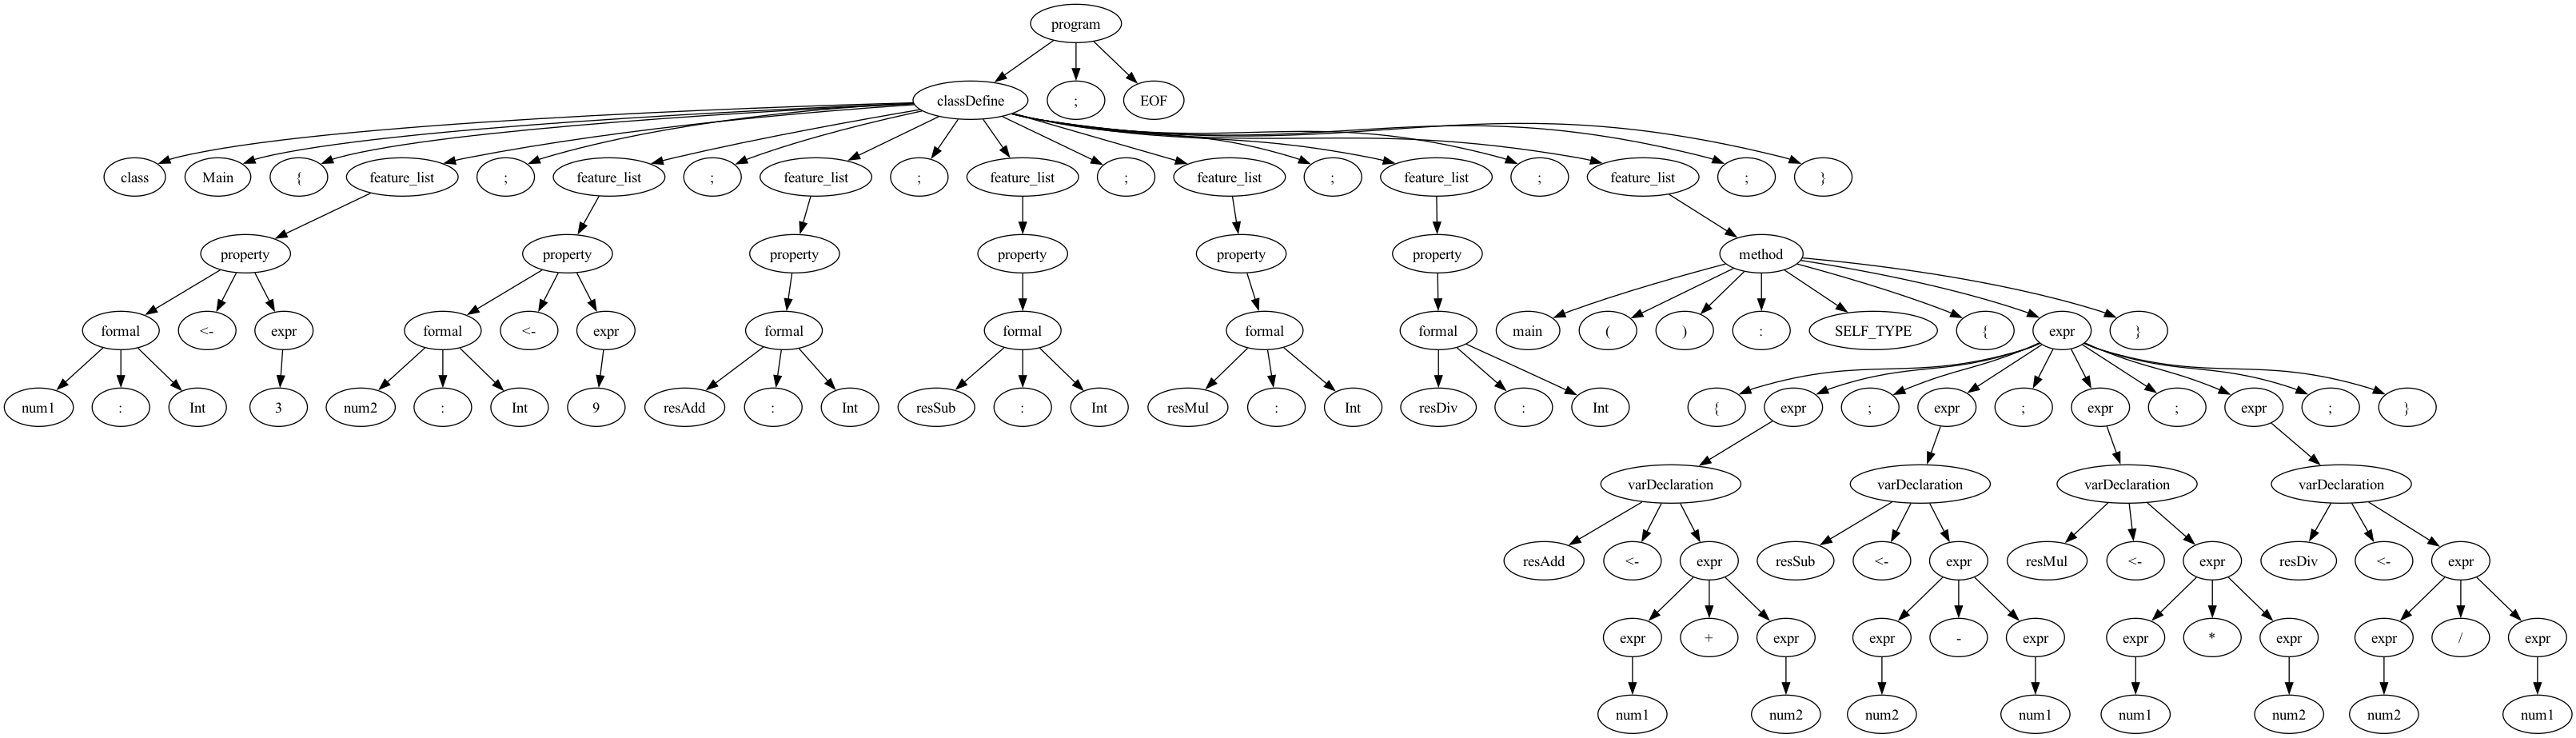 program
classDefine ; EOF
class Main { feature_list ; feature_list ; feature_list ; feature_list ; feature_list ; feature_list ; feature_list ; }
property property property property property property method
formal <- expr formal <- expr formal formal formal formal main ( ) : SELF_TYPE { expr }
num1 : Int 3 num2 : Int 9 resAdd : Int resSub : Int resMul : Int resDiv : Int { expr ; expr ; expr ; expr ; }
varDeclaration varDeclaration varDeclaration varDeclaration
resAdd <- expr resSub <- expr resMul <- expr resDiv <- expr
expr + expr expr - expr expr * expr expr / expr
num1 num2 num2 num1 num1 num2 num2 num1